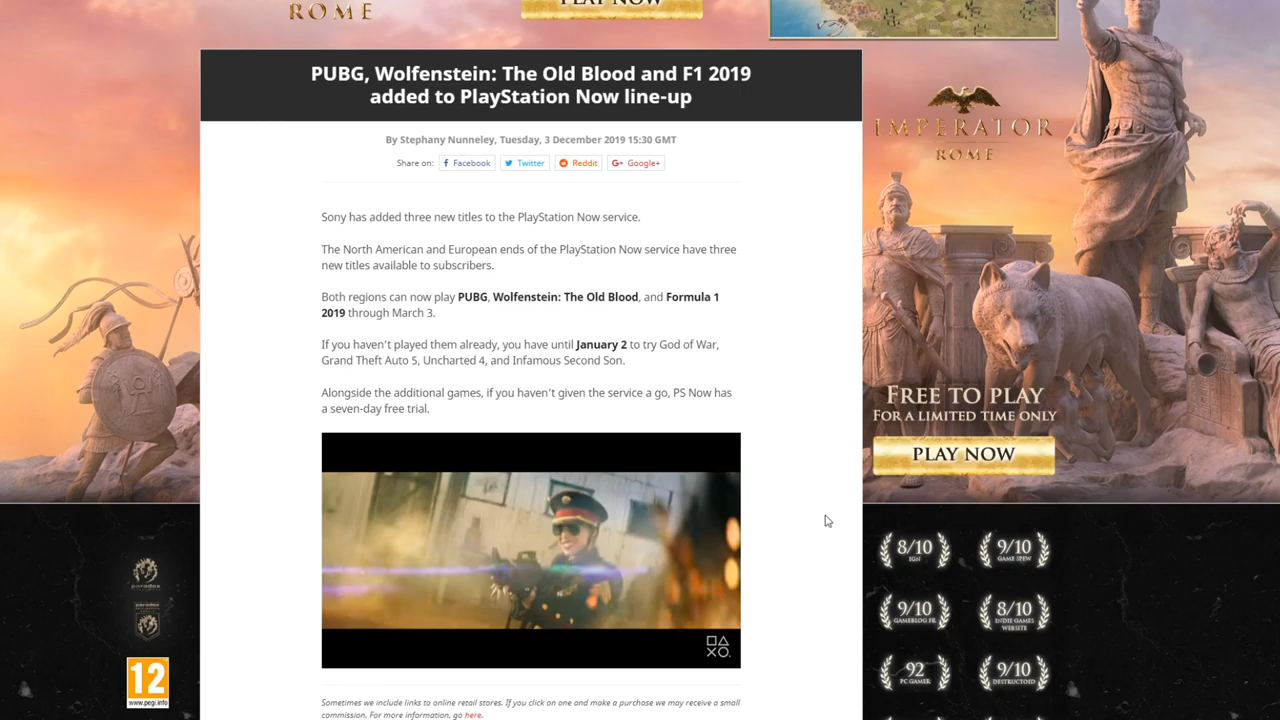 ROME
PLAY NOW
PUBG, Wolfenstein: The Old Blood and F1 2019
added to PlayStation Now line-up
By Stephany Nunneley, Tuesday, 3 December 2019 15:30 GMT
Share on: Facebook Twitter Reddit G+ Google+
Sony has added three new titles to the PlayStation Now service.
The North American and European ends of the PlayStation Now service have three
new titles available to subscribers.
Both regions can now play PUBG, Wolfenstein: The Old Blood, and Formula 1
2019 through March 3.
If you haven't played them already, you have until January 2 to try God of War,
Grand Theft Auto 5, Uncharted 4, and Infamous Second Son.
Alongside the additional games, if you haven't given the service a go, PS Now has
a seven-day free trial.
Sometimes we include links to online retail stores. If you click on one and make a purchase we may receive a small
commission. For more information, go here.
IMPERATOR
ROME
FREE TO PLAY
FOR A LIMITED TIME ONLY
PLAY NOW
8/10
IGN
9/10
GAME SPEW
9/10
GAMEBLOG FR
8/10
INDIE GAMES
WEBSITE
92
PC GAMER
9/10
DESTRUCTOID
paradox
12
www.pegi.info